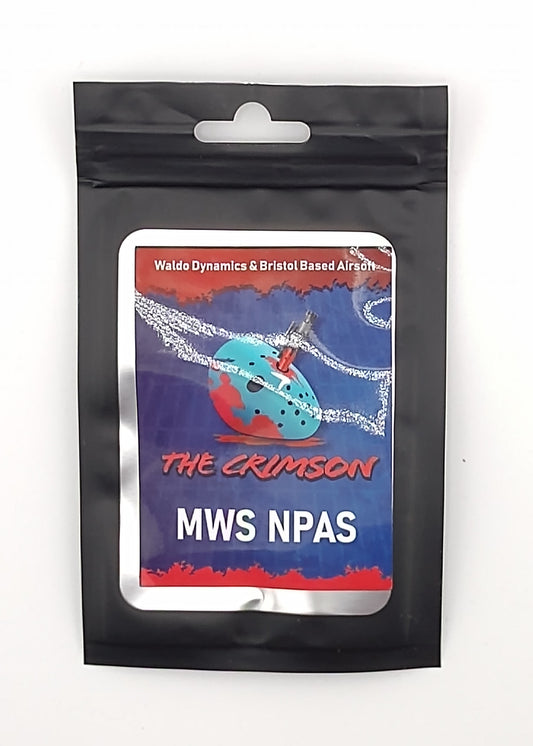 Waldo Dynamics & Bristol Based Airsoft
THE CRIMSON
MWS NPAS